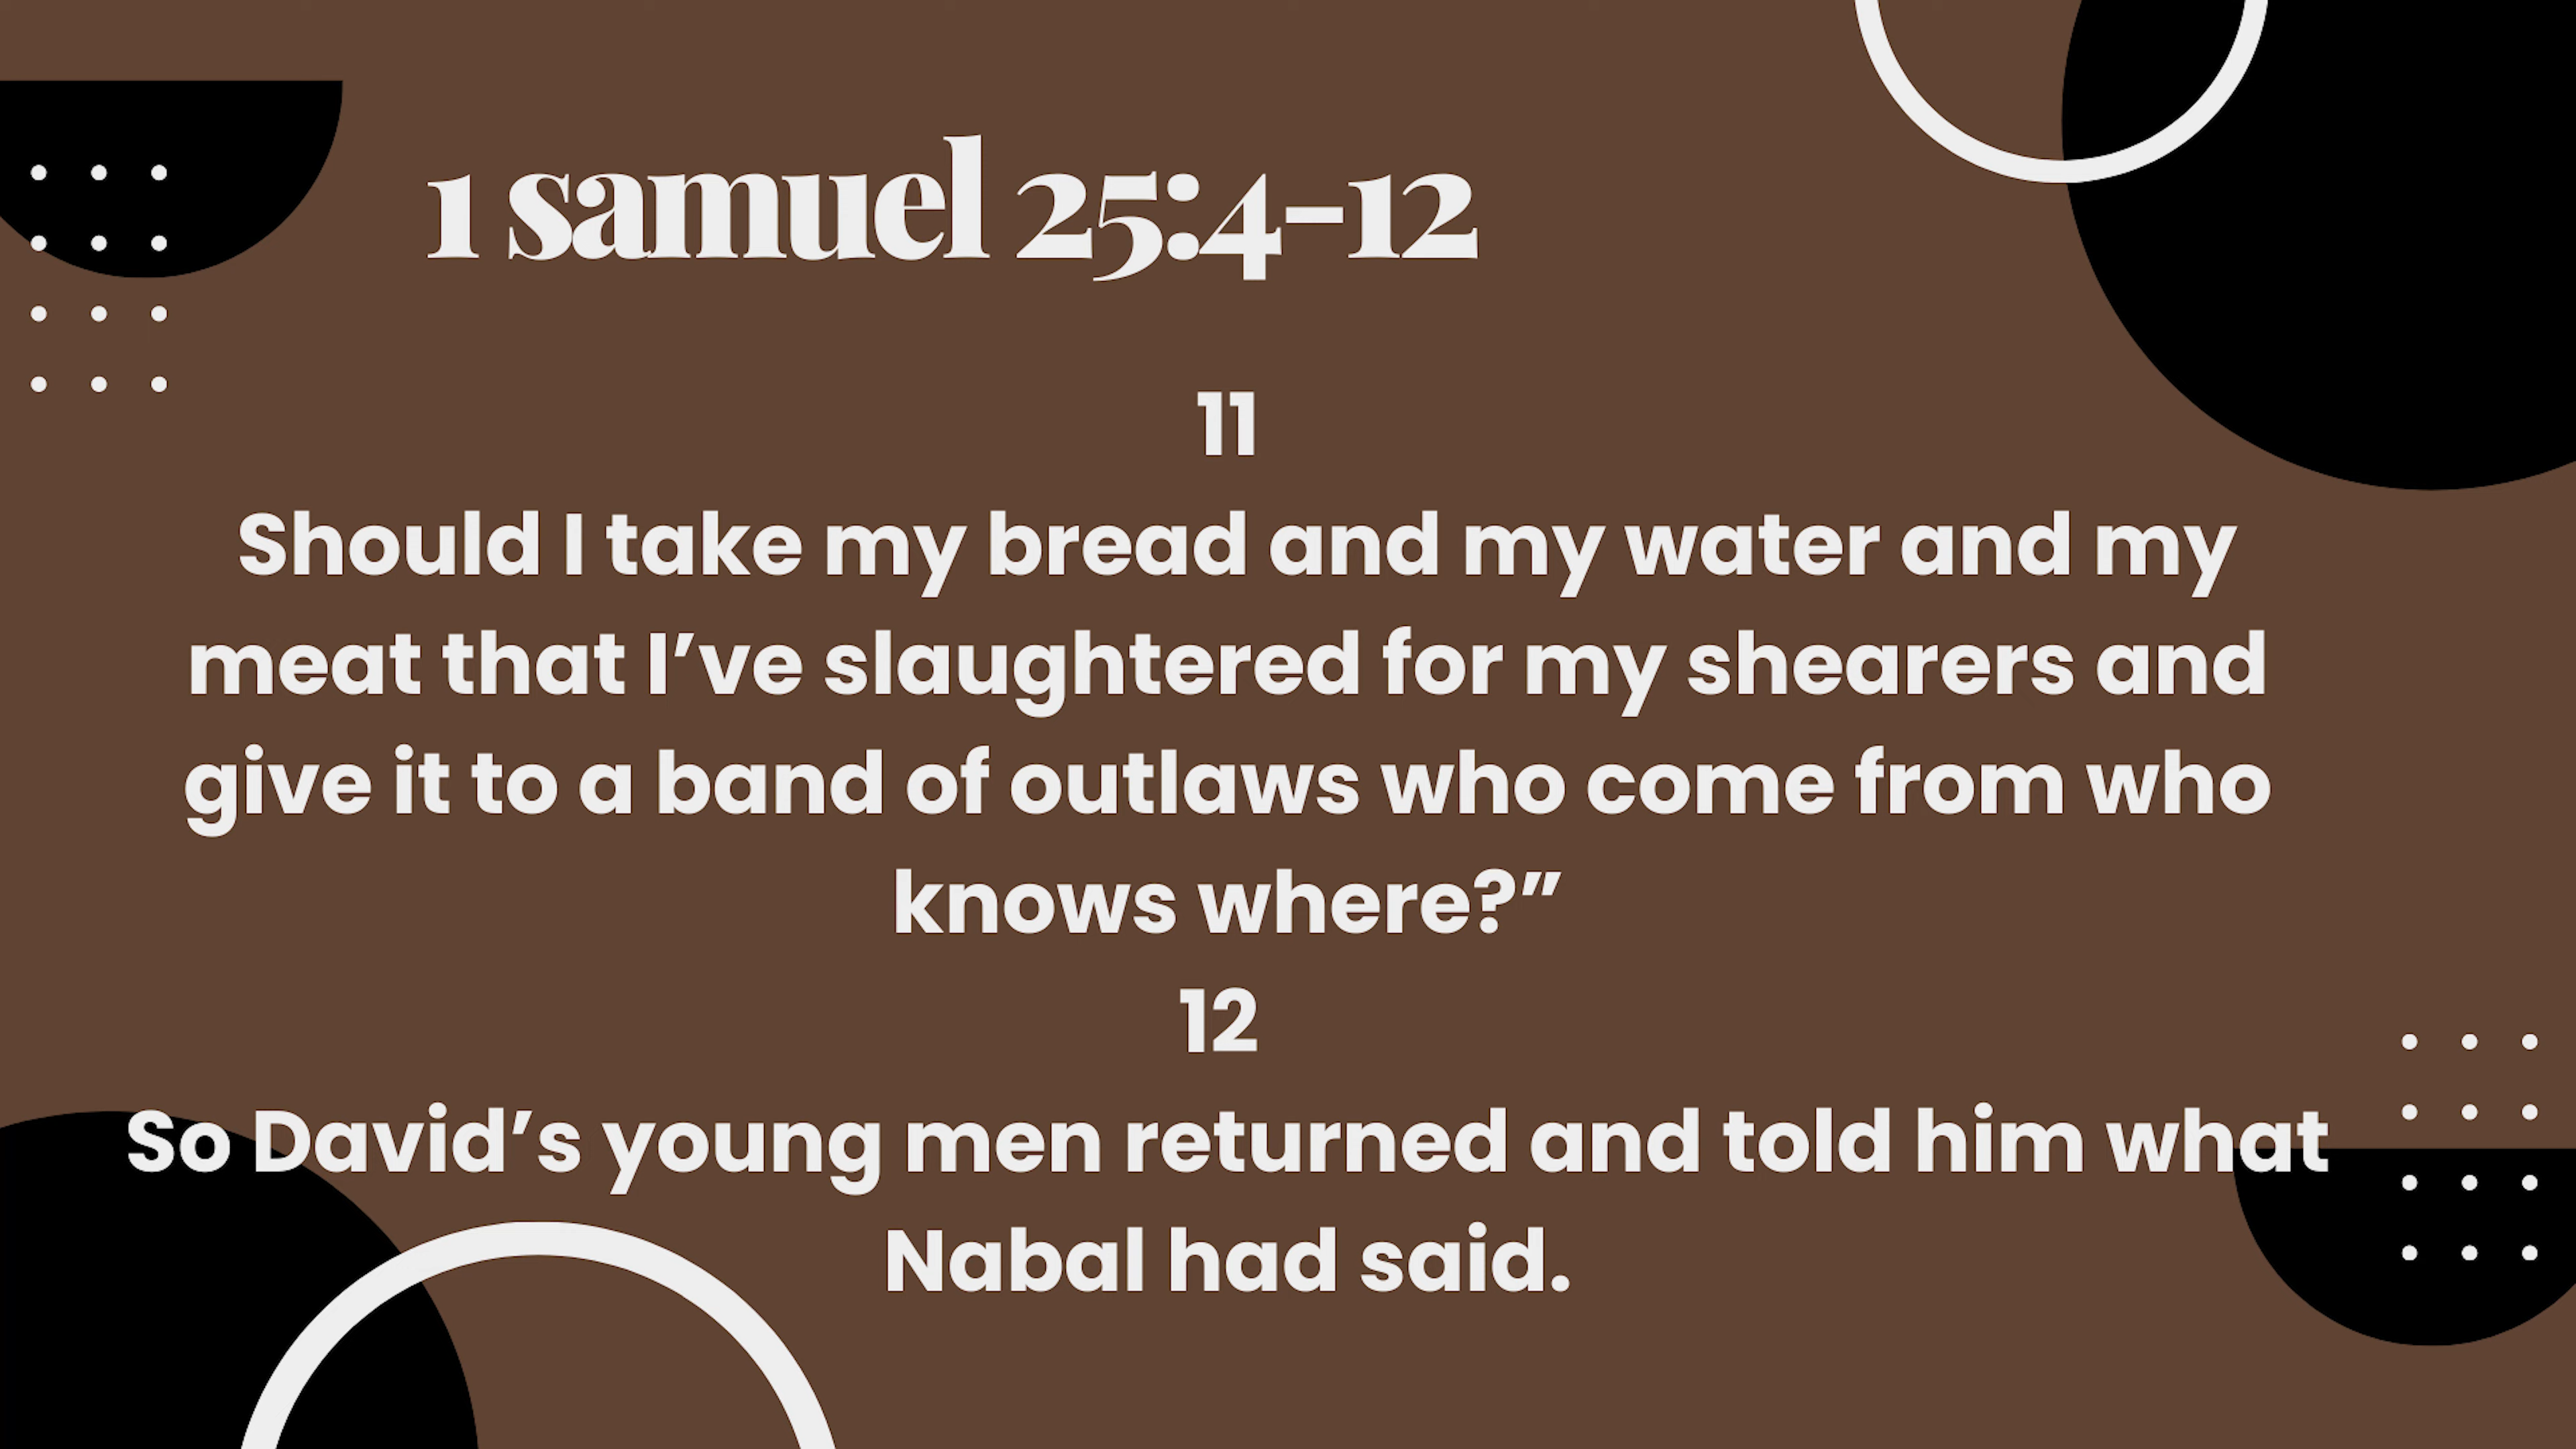 1 samuel 25:4-12
11
Should I take my bread and my water and my
meat that I’ve slaughtered for my shearers and
give it to a band of outlaws who come from who
knows where?”
12
So David’s young men returned and told him what
Nabal had said.